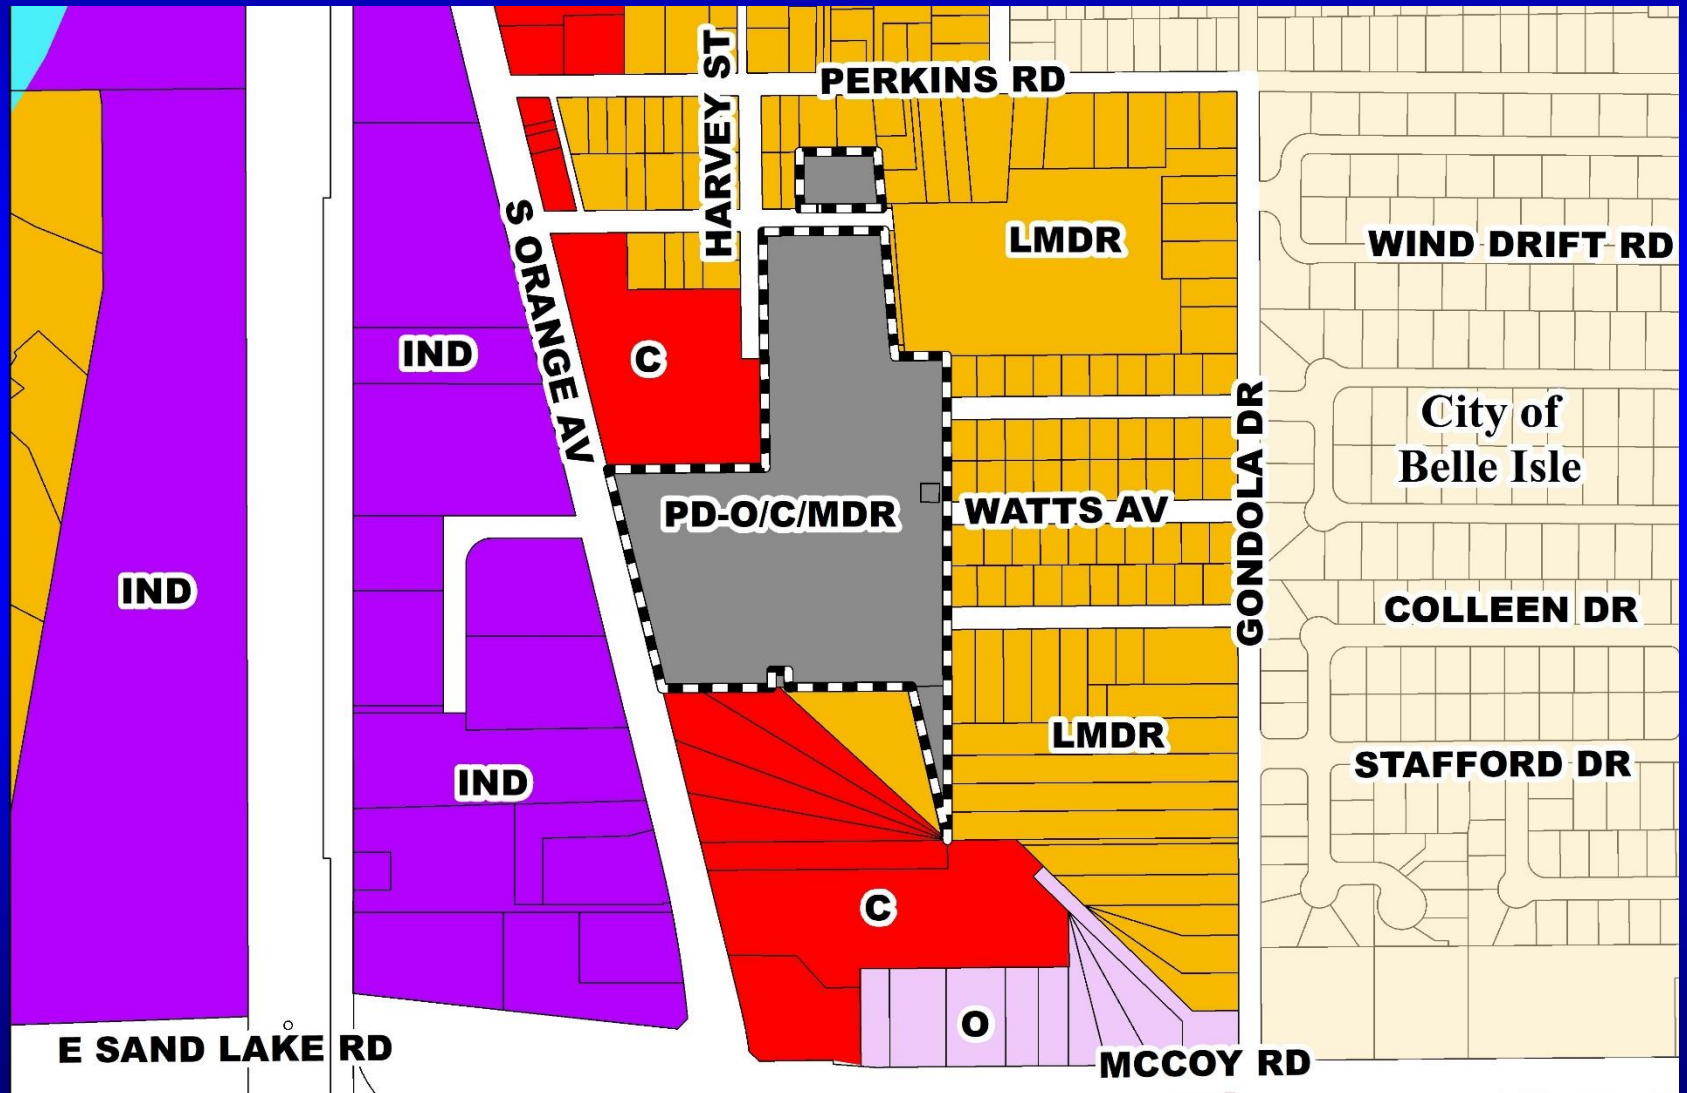 HARVEY ST
PERKINS RD
S ORANGE AV
LMDR
WIND DRIFT RD
IND
C
GONDOLA DR
City of
Belle Isle
PD-O/C/MDR
WATTS AV
IND
COLLEEN DR
LMDR
STAFFORD DR
IND
C
O
E SAND LAKE RD
MCCOY RD